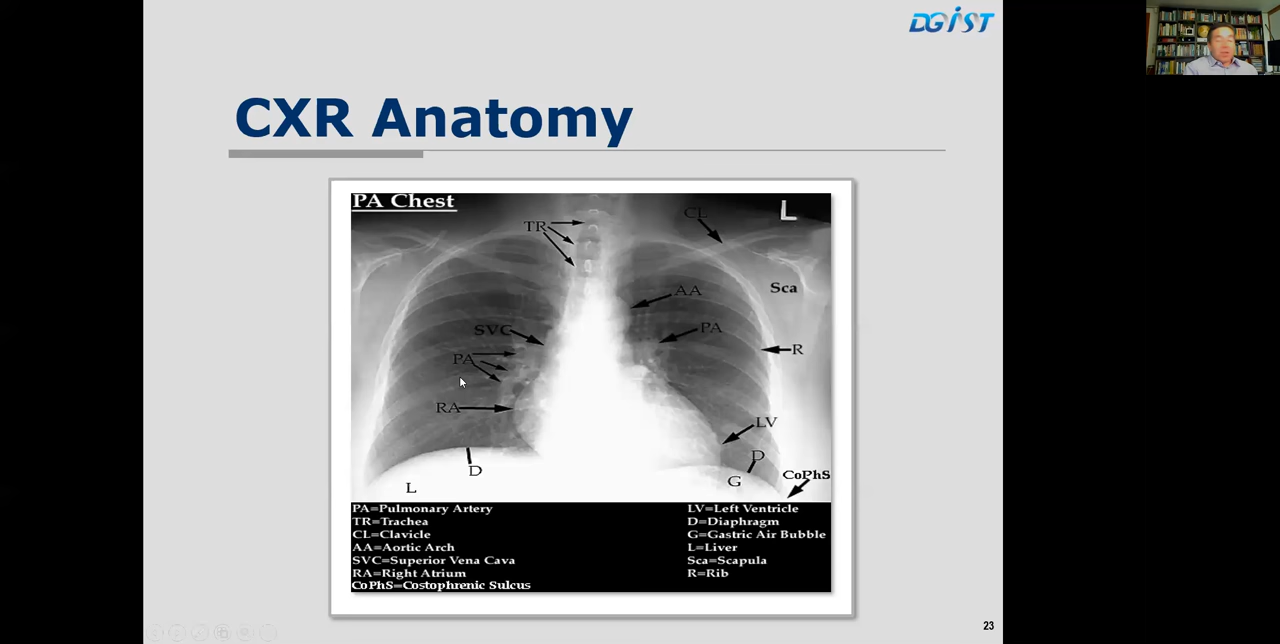 DGIST
CXR Anatomy
PA Chest
L
TR
CL
Sca
AA
SVC
PA
PA
R
RA
LV
D
D
CoPhS
G
L
PA=Pulmonary Artery
TR=Trachea
CL=Clavicle
AA=Aortic Arch
SVC=Superior Vena Cava
RA=Right Atrium
CoPhS=Costophrenic Sulcus
LV=Left Ventricle
D=Diaphragm
G=Gastric Air Bubble
L=Liver
Sca=Scapula
R=Rib
23